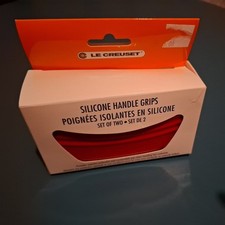 LE CREUSET
SILICONE HANDLE GRIPS
POIGNÉES ISOLANTES EN SILICONE
SET OF TWO • SET DE 2